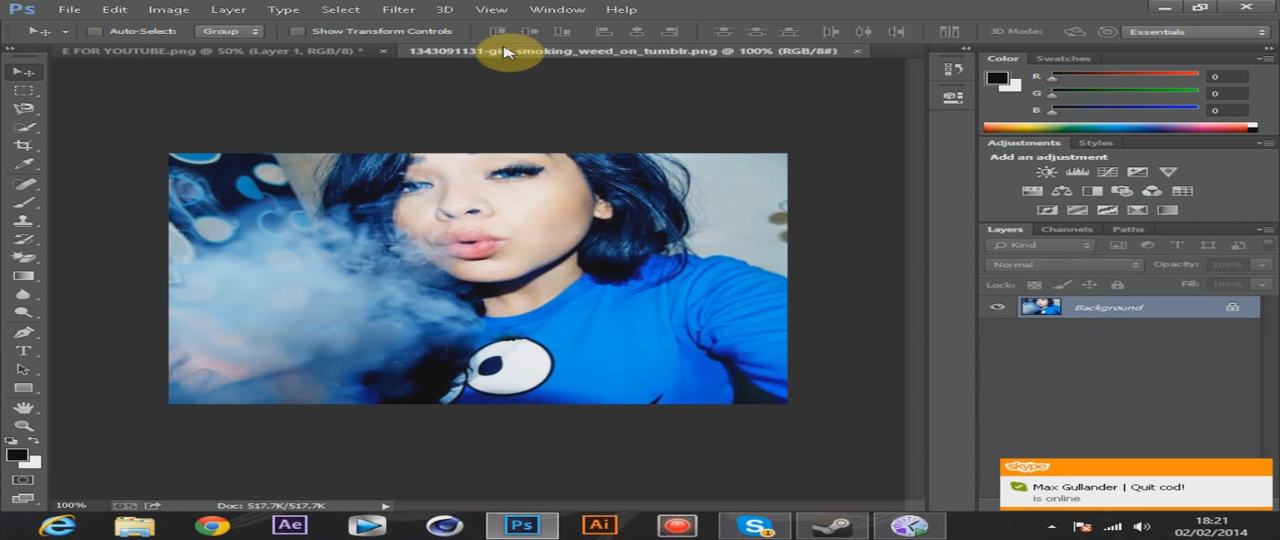 Ps File Edit Image Layer Type Select Filter 3D View Window Help
Auto-Select: Group Show Transform Controls 3D Mode: Essentials
E FOR YOUTUBE.png @ 50% (Layer 1, RGB/8) * × 1343091131-girl_smoking_weed_on_tumblr.png @ 100% (RGB/8#) ×
Color Swatches
R 0
G 0
B 0
Adjustments Styles
Add an adjustment
Layers Channels Paths
Kind
Normal Opacity: 100%
Lock: Fill: 100%
Background
skype
Max Gullander | Quit cod!
is online
100% Doc: 517.7K/517.7K
Ae Ps Ai 1
18:21
02/02/2014